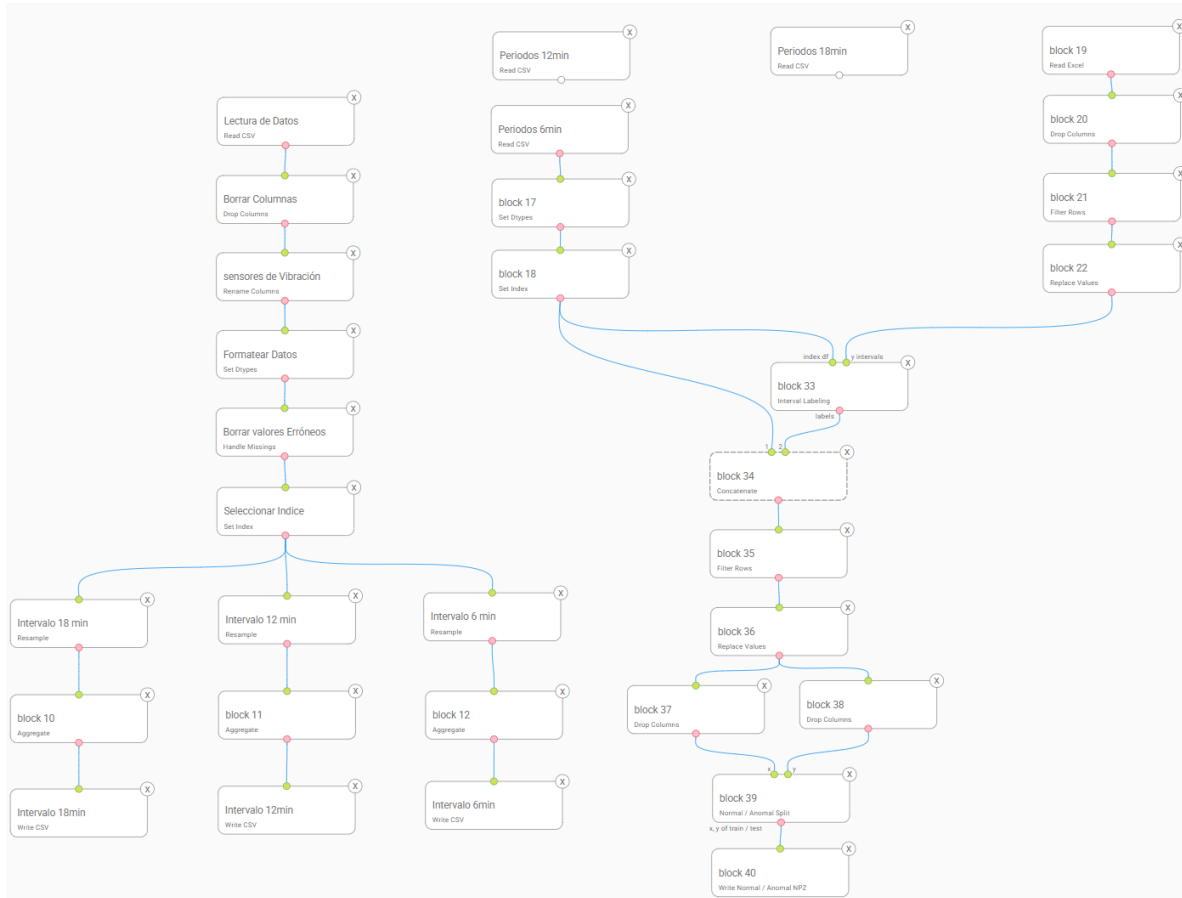 X
Periodos 12min
Read CSV
X
Periodos 18min
Read CSV
X
block 19
Read Excel
X
Lectura de Datos
Read CSV
X
Periodos 6min
Read CSV
X
block 20
Drop Columns
X
Borrar Columnas
Drop Columns
X
block 17
Set Dtypes
X
block 21
Filter Rows
X
sensores de Vibración
Rename Columns
X
block 18
Set Index
X
block 22
Replace Values
X
Formatear Datos
Set Dtypes
index df
y intervals
X
block 33
Interval Labeling
labels
X
Borrar valores Erróneos
Handle Missings
1
2
X
block 34
Concatenate
X
Seleccionar Indice
Set Index
X
block 35
Filter Rows
X
Intervalo 18 min
Resample
X
Intervalo 12 min
Resample
X
Intervalo 6 min
Resample
X
block 36
Replace Values
X
block 10
Aggregate
X
block 11
Aggregate
X
block 12
Aggregate
X
block 37
Drop Columns
X
block 38
Drop Columns
X
Intervalo 18min
Write CSV
X
Intervalo 12min
Write CSV
X
Intervalo 6min
Write CSV
x
y
X
block 39
Normal / Anomal Split
x, y of train / test
X
block 40
Write Normal / Anomal NPZ